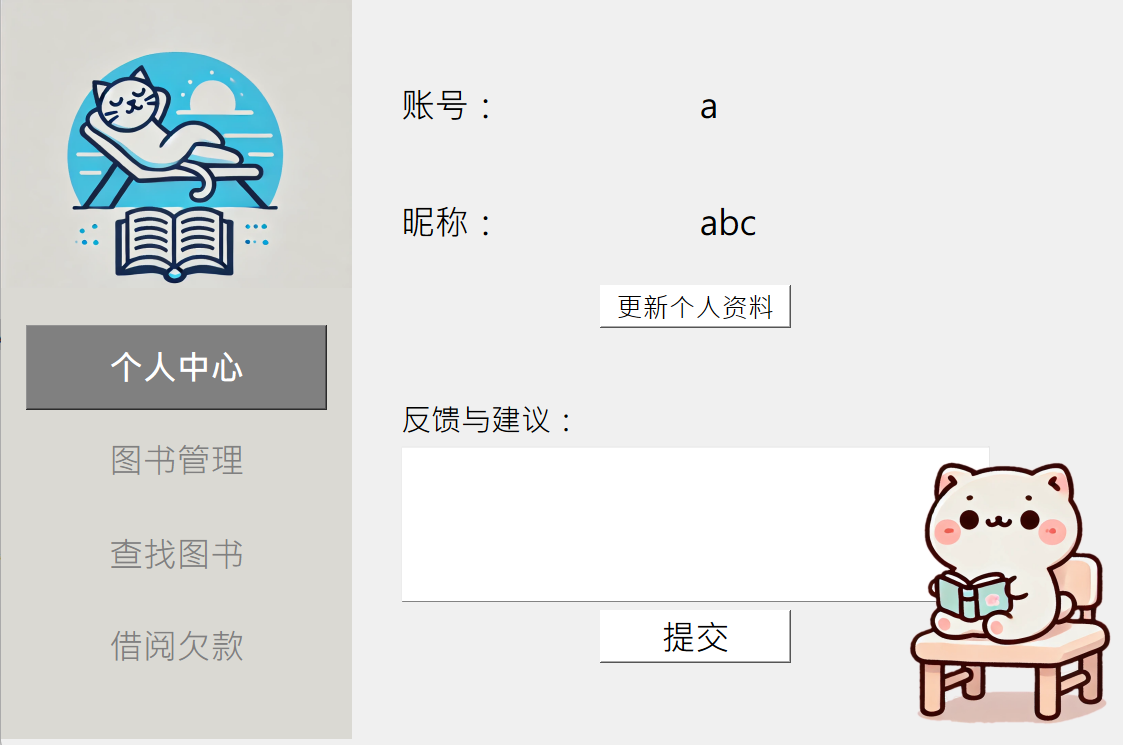 个人中心
图书管理
查找图书
借阅欠款
账号： a
昵称： abc
更新个人资料
反馈与建议：
提交